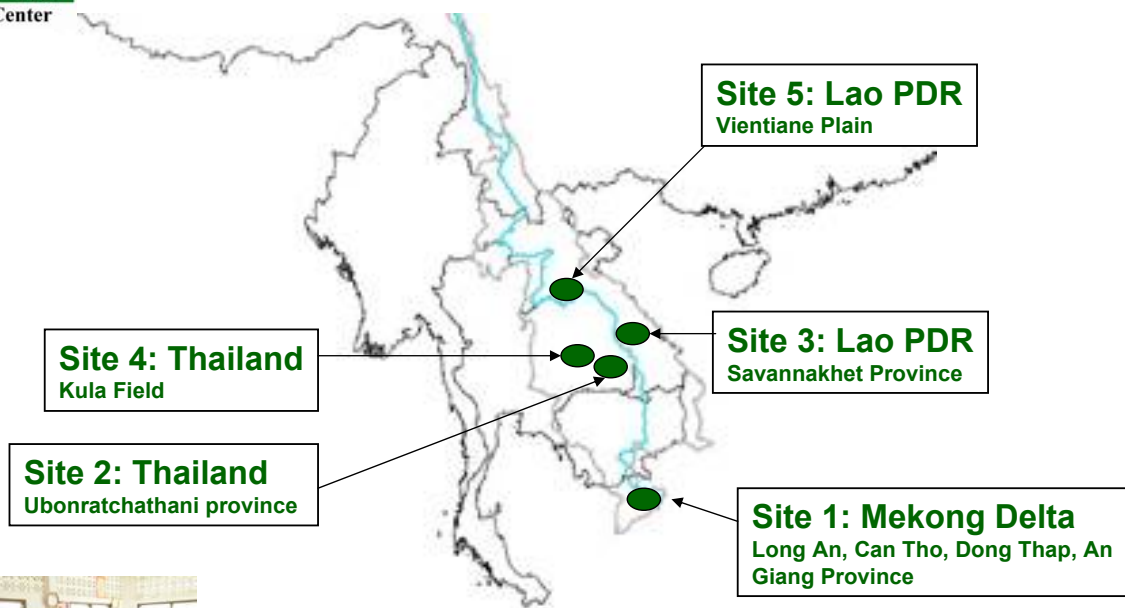 Center
Site 5: Lao PDR
Vientiane Plain
Site 3: Lao PDR
Savannakhet Province
Site 4: Thailand
Kula Field
Site 2: Thailand
Ubonratchathani province
Site 1: Mekong Delta
Long An, Can Tho, Dong Thap, An
Giang Province